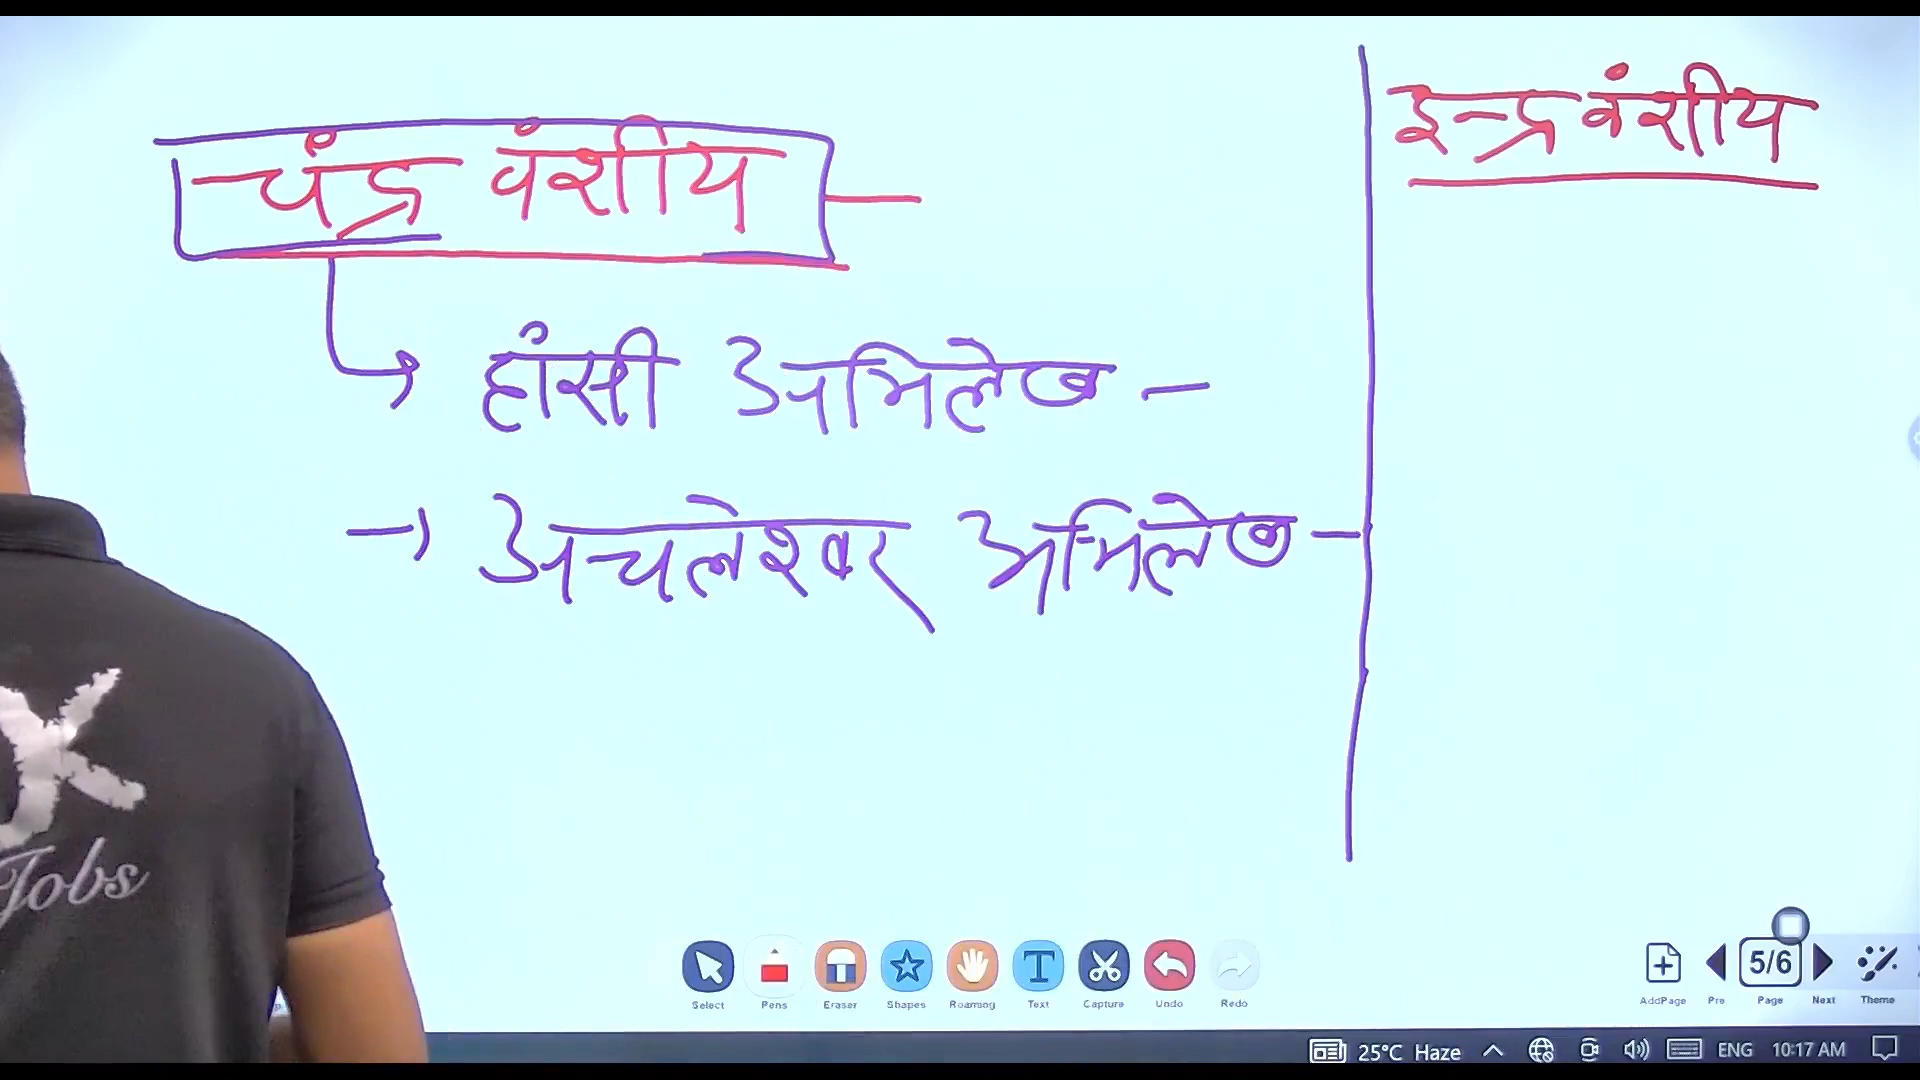 चंद्र वंशीय
हांसी अभिलेख –
→ अचलेश्वर अभिलेख –
इन्द्र वंशीय
Jobs
Select Pens Eraser Shapes Roaming Text Capture Undo Redo
AddPage Pre 5/6 Page Next Theme
25°C Haze ENG 10:17 AM